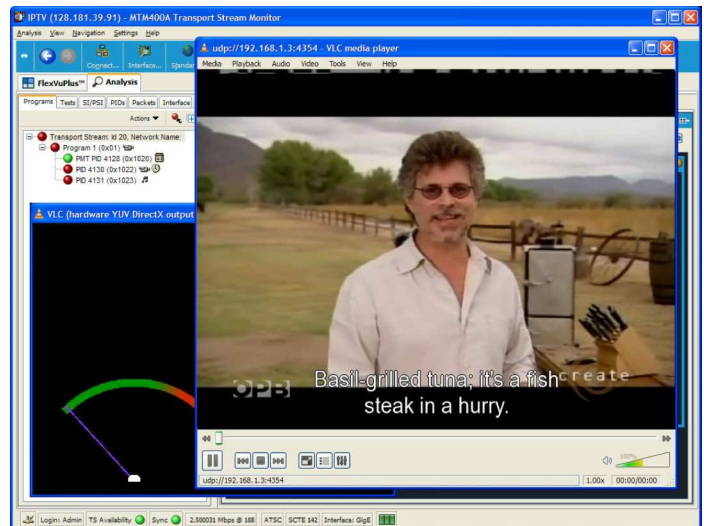 IPTV (128.181.39.91) - MTM400A Transport Stream Monitor
Analysis View Navigation Settings Help
Connect... Interface...
FlexVuPlus™ Analysis
Programs Tests SI/PSI PIDs Packets Interface
Actions
Transport Stream: id 20, Network Name:
Program 1 (0x01)
PMT PID 4128 (0x1020)
PID 4130 (0x1022)
PID 4131 (0x1023)
VLC (hardware YUV DirectX output
udp://192.168.1.3:4354 - VLC media player
Media Playback Audio Video Tools View Help
OPB
create
Basil-grilled tuna; it's a fish
steak in a hurry.
100%
udp://192.168.1.3:4354 1.00x 00:00/00:00
Login: Admin TS Availability Sync 2.500031 Mbps @ 188 ATSC SCTE 142 Interface: GigE